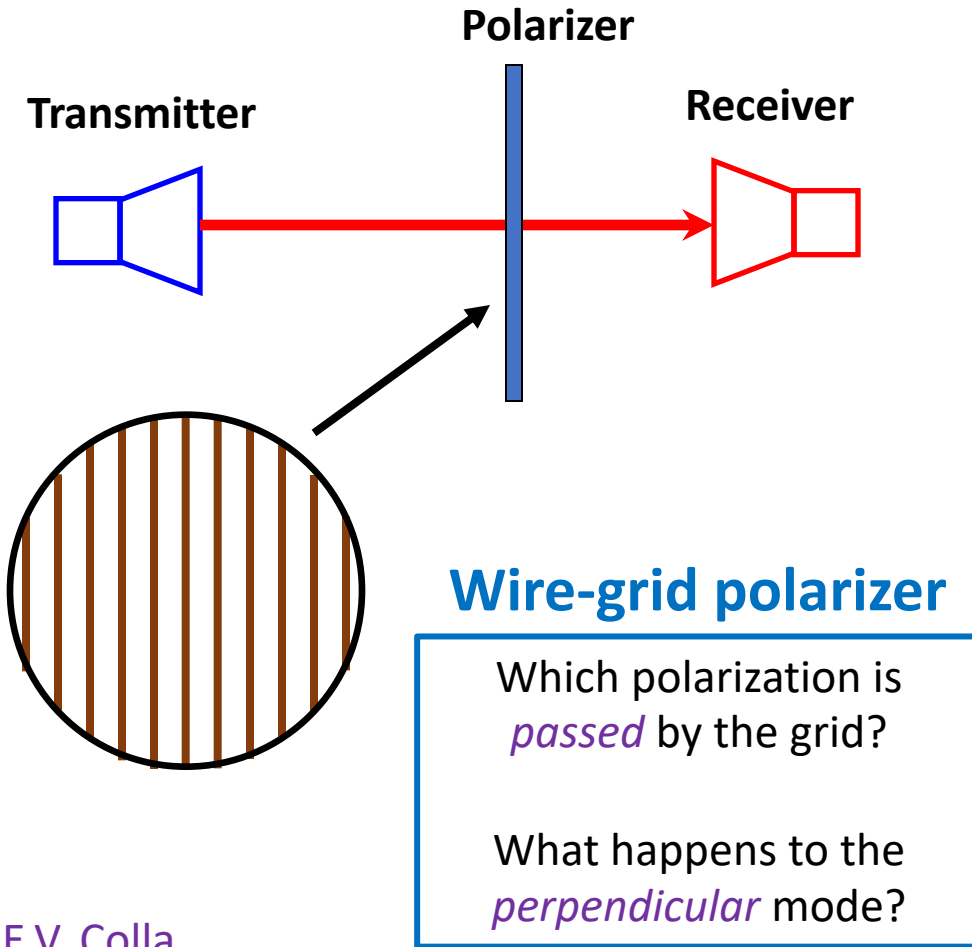 Polarizer
Transmitter
Receiver
Wire-grid polarizer
Which polarization is
passed by the grid?
What happens to the
perpendicular mode?
E.V. Colla